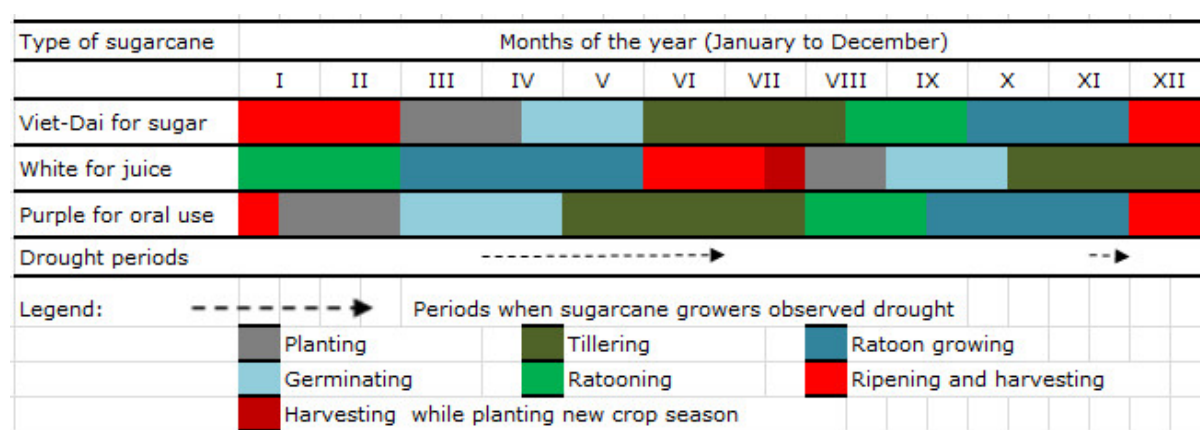 Type of sugarcane Months of the year (January to December)
I II III IV V VI VII VIII IX X XI XII
Viet-Dai for sugar
White for juice
Purple for oral use
Drought periods
Legend: Periods when sugarcane growers observed drought
Planting Tillering Ratoon growing
Germinating Ratooning Ripening and harvesting
Harvesting while planting new crop season